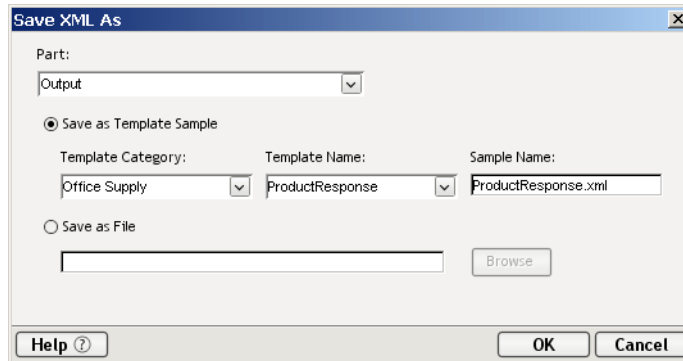 Save XML As
Part:
Output
Save as Template Sample
Template Category: Template Name: Sample Name:
Office Supply ProductResponse ProductResponse.xml
Save as File
Browse
Help ? OK Cancel